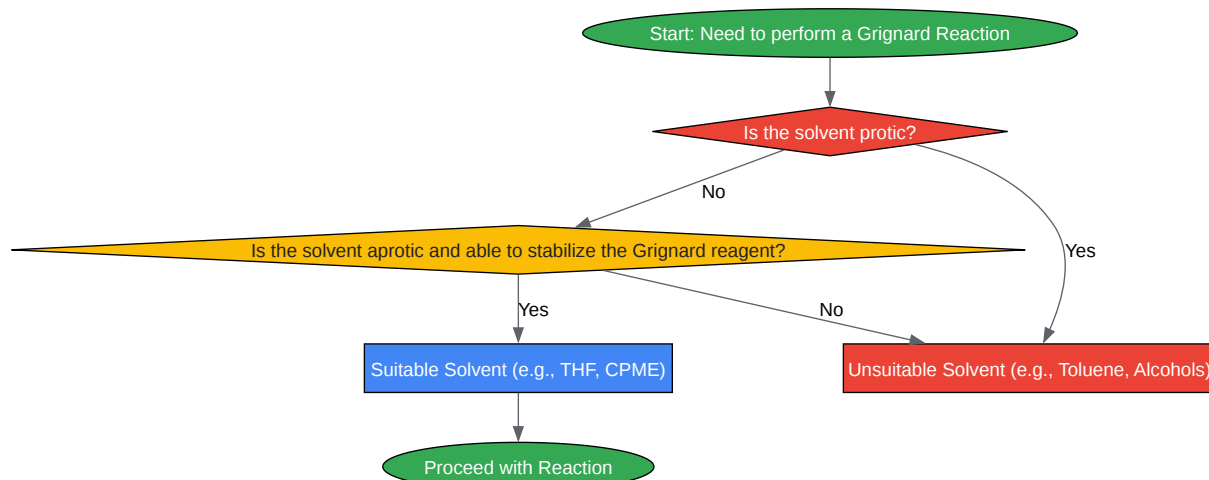 Start: Need to perform a Grignard Reaction
Is the solvent protic?
No
Is the solvent aprotic and able to stabilize the Grignard reagent?
Yes
Yes
No
Suitable Solvent (e.g., THF, CPME)
Unsuitable Solvent (e.g., Toluene, Alcohols)
Proceed with Reaction